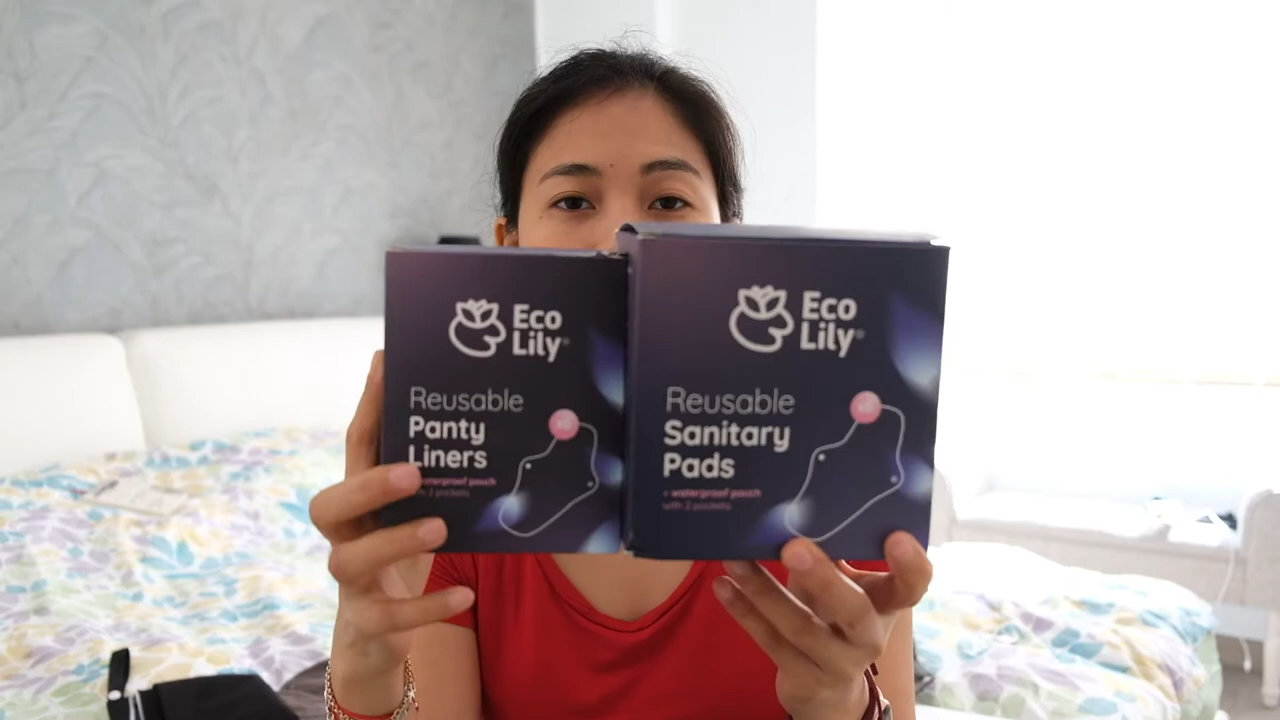 Eco
Lily
Reusable
Panty
Liners
waterproof pouch
with 2 pockets
Eco
Lily
Reusable
Sanitary
Pads
+ waterproof pouch
with 2 pockets